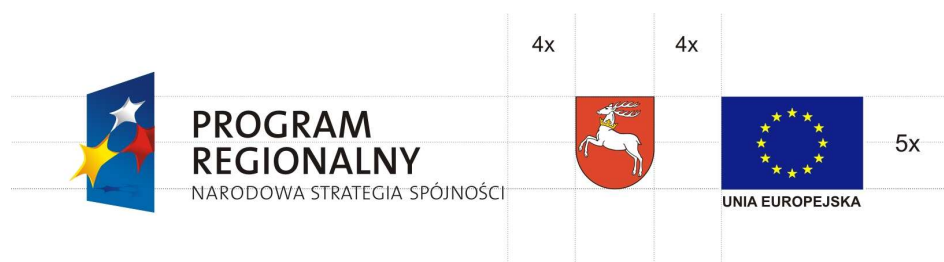 4x 4x
PROGRAM
REGIONALNY
NARODOWA STRATEGIA SPÓJNOŚCI
5x
UNIA EUROPEJSKA